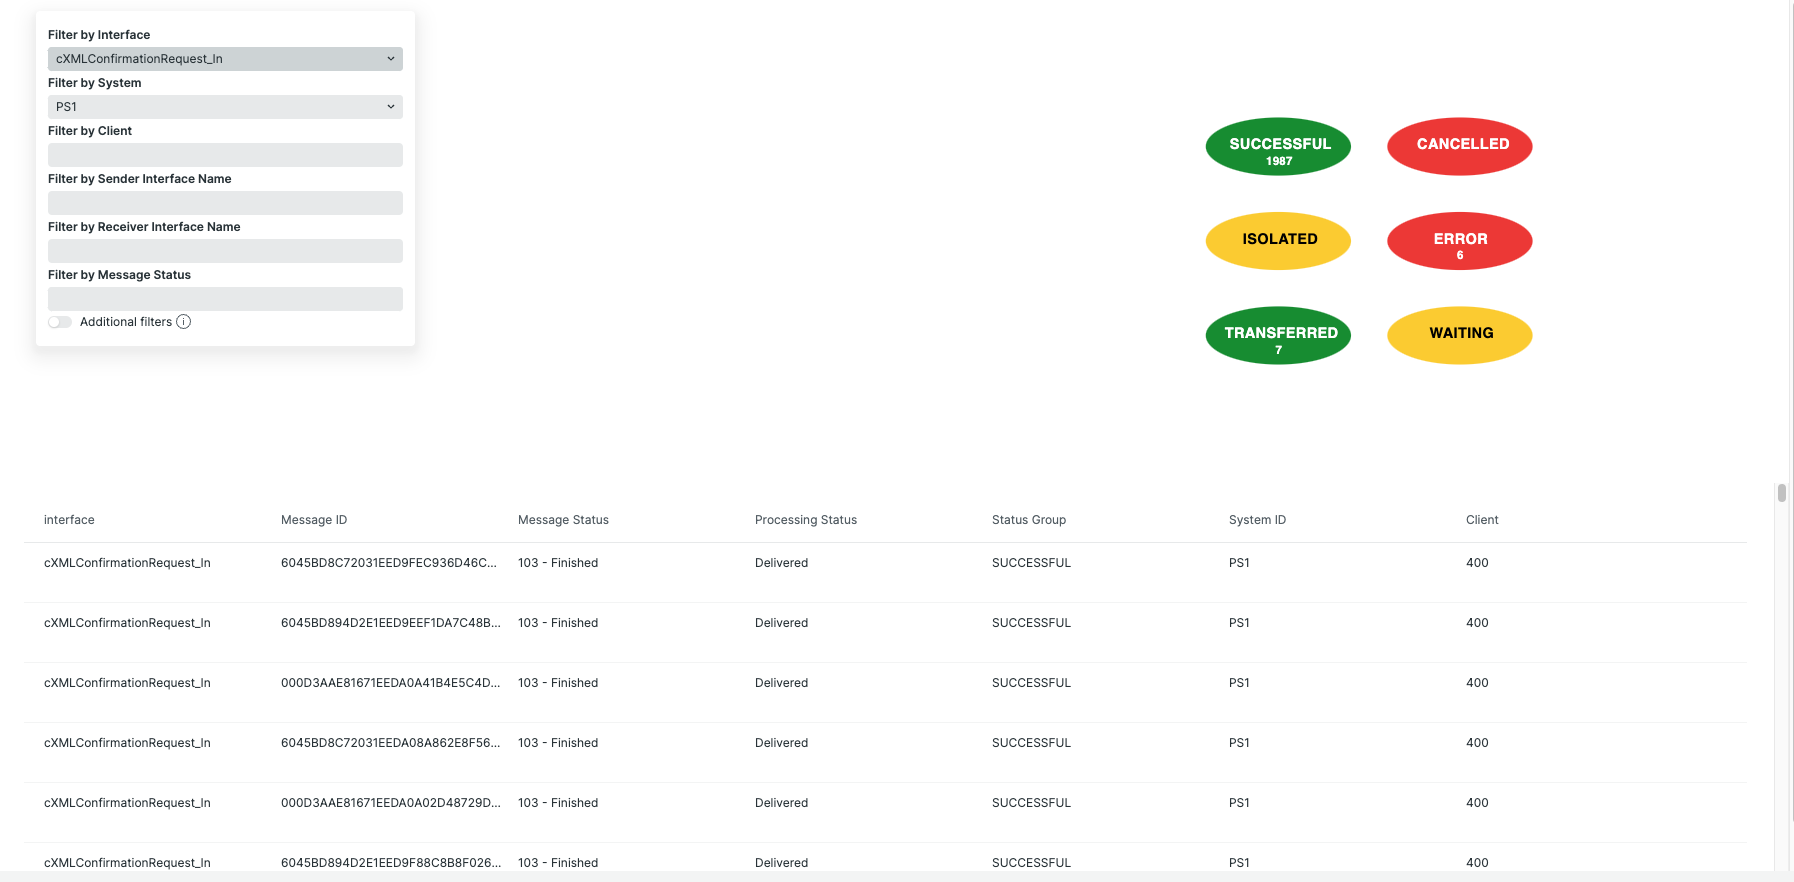 Filter by Interface
cXMLConfirmationRequest_In
Filter by System
PS1
Filter by Client
Filter by Sender Interface Name
Filter by Receiver Interface Name
Filter by Message Status
Additional filters
SUCCESSFUL
1987
CANCELLED
ISOLATED
ERROR
6
TRANSFERRED
7
WAITING
interface Message ID Message Status Processing Status Status Group System ID Client
cXMLConfirmationRequest_In 6045BD8C72031EED9FEC936D46C... 103 - Finished Delivered SUCCESSFUL PS1 400
cXMLConfirmationRequest_In 6045BD894D2E1EED9EEF1DA7C48B... 103 - Finished Delivered SUCCESSFUL PS1 400
cXMLConfirmationRequest_In 000D3AAE81671EEDA0A41B4E5C4D... 103 - Finished Delivered SUCCESSFUL PS1 400
cXMLConfirmationRequest_In 6045BD8C72031EEDA08A862E8F56... 103 - Finished Delivered SUCCESSFUL PS1 400
cXMLConfirmationRequest_In 000D3AAE81671EEDA0A02D48729D... 103 - Finished Delivered SUCCESSFUL PS1 400
cXMLConfirmationRequest_In 6045BD894D2E1EED9F88C8B8F026... 103 - Finished Delivered SUCCESSFUL PS1 400